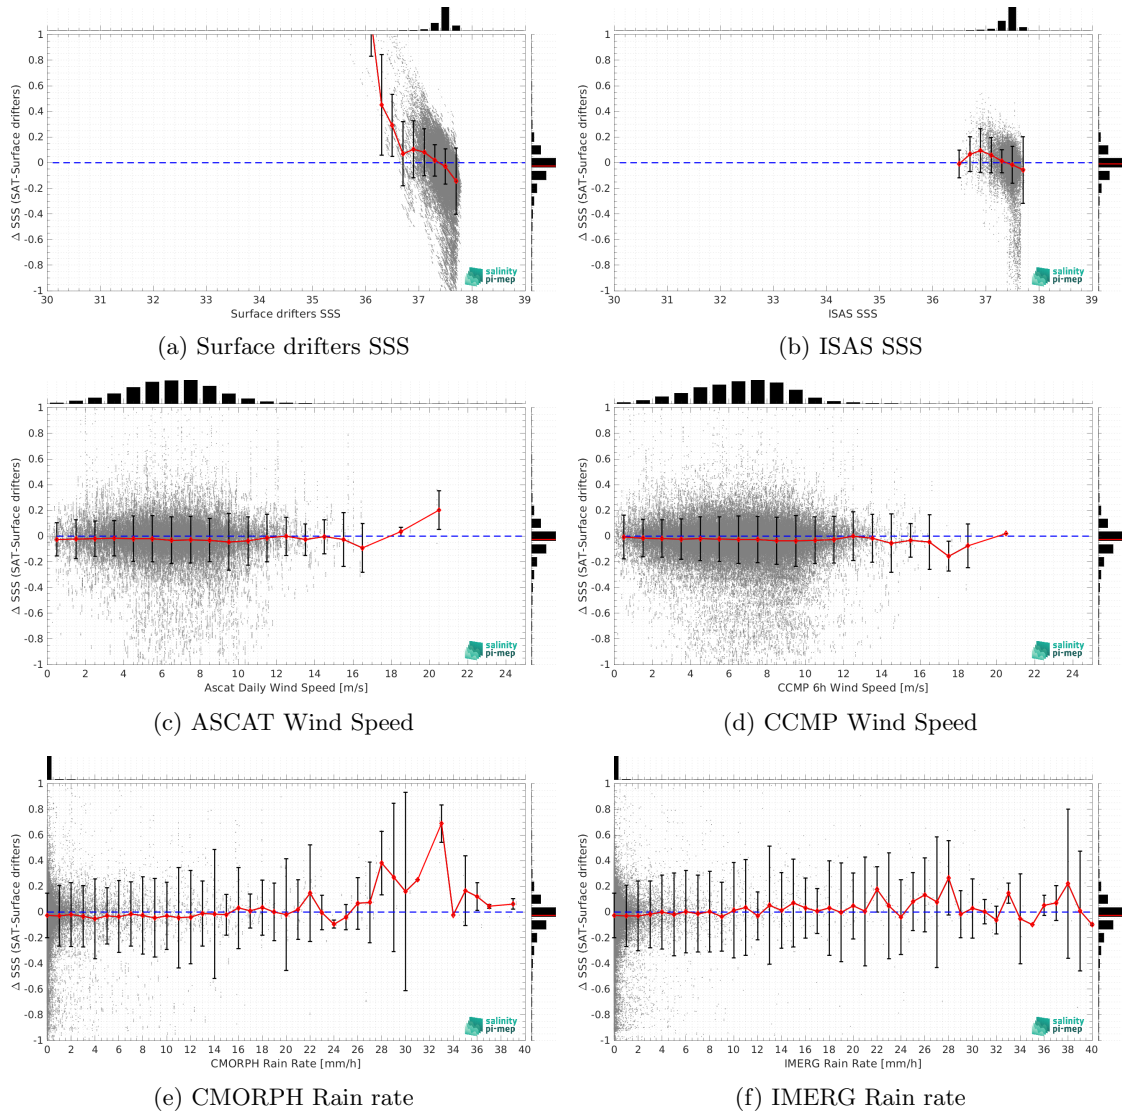 1
0.8
0.6
0.4
0.2
0
-0.2
-0.4
-0.6
-0.8
-1
Δ SSS (SAT-Surface drifters)
salinity
pi-mep
30 31 32 33 34 35 36 37 38 39
Surface drifters SSS
(a) Surface drifters SSS
1
0.8
0.6
0.4
0.2
0
-0.2
-0.4
-0.6
-0.8
-1
Δ SSS (SAT-Surface drifters)
salinity
pi-mep
30 31 32 33 34 35 36 37 38 39
ISAS SSS
(b) ISAS SSS
1
0.8
0.6
0.4
0.2
0
-0.2
-0.4
-0.6
-0.8
-1
Δ SSS (SAT-Surface drifters)
salinity
pi-mep
0 2 4 6 8 10 12 14 16 18 20 22 24
Ascat Daily Wind Speed [m/s]
(c) ASCAT Wind Speed
1
0.8
0.6
0.4
0.2
0
-0.2
-0.4
-0.6
-0.8
-1
Δ SSS (SAT-Surface drifters)
salinity
pi-mep
0 2 4 6 8 10 12 14 16 18 20 22 24
CCMP 6h Wind Speed [m/s]
(d) CCMP Wind Speed
1
0.8
0.6
0.4
0.2
0
-0.2
-0.4
-0.6
-0.8
-1
Δ SSS (SAT-Surface drifters)
salinity
pi-mep
0 2 4 6 8 10 12 14 16 18 20 22 24 26 28 30 32 34 36 38 40
CMORPH Rain Rate [mm/h]
(e) CMORPH Rain rate
1
0.8
0.6
0.4
0.2
0
-0.2
-0.4
-0.6
-0.8
-1
Δ SSS (SAT-Surface drifters)
salinity
pi-mep
0 2 4 6 8 10 12 14 16 18 20 22 24 26 28 30 32 34 36 38 40
IMERG Rain Rate [mm/h]
(f) IMERG Rain rate